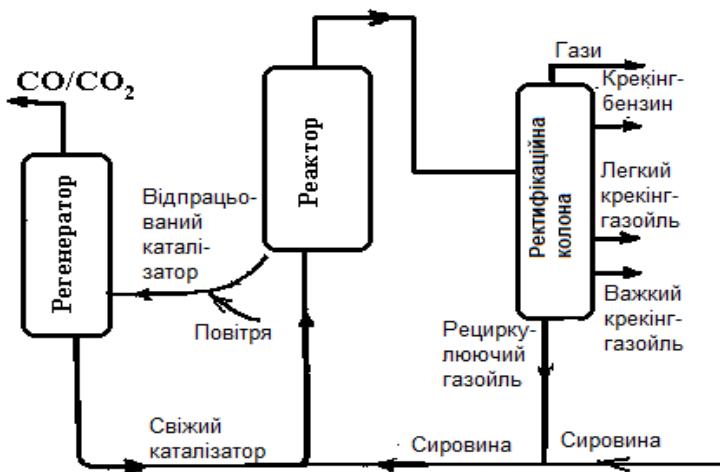 CO/CO₂
Регенератор
Відпрацьо-
ваний
каталі-
затор
Повітря
Свіжий
каталізатор
Реактор
Ректифікаційна
колона
Гази
Крекінг-
бензин
Легкий
крекінг-
газойль
Важкий
крекінг-
газойль
Рецирку-
люючий
газойль
Сировина
Сировина